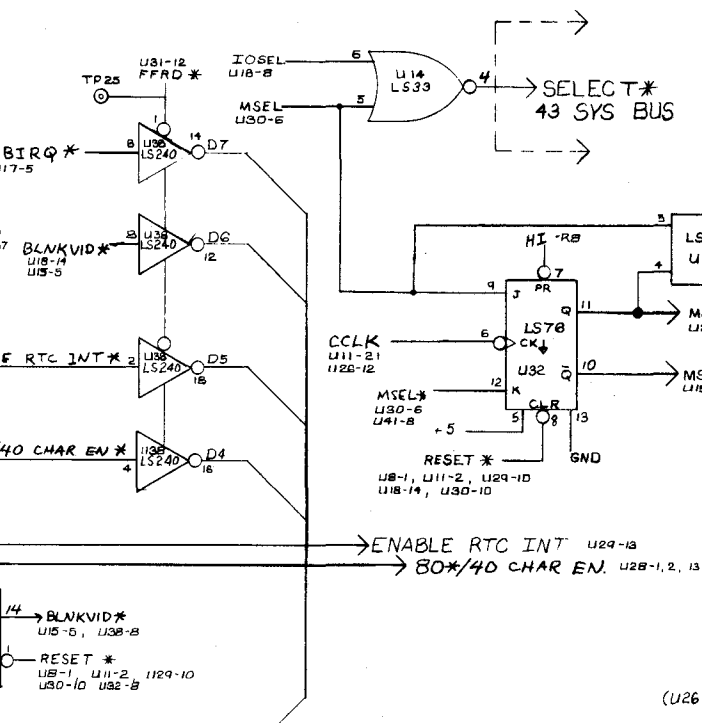 U31-12
FFRD *
TP25
IOSEL
U18-8
6
U14
LS33
4
SELECT*
43 SYS BUS
MSEL
U30-6
5
BIRQ *
17-5
6
1
U38
LS240
14
D7
BLNKVID*
U18-14
U15-5
8
U38
LS240
D6
12
E RTC INT*
2
U38
LS240
D5
18
/40 CHAR EN *
4
U38
LS240
D4
16
3
LS
U
4
HI -R8
7
PR
9
J
Q
11
LS76
CCLK
U11-21
U26-12
6
CK
U32
Q
10
MSEL*
U30-6
U41-8
12
K
CLR
+5
5
8
13
GND
RESET *
U8-1, U11-2, U29-10
U18-14, U30-10
ENABLE RTC INT U29-13
80*/40 CHAR EN. U28-1,2,13
14
BLNKVID*
U15-5, U38-8
1
RESET *
U8-1, U11-2, U29-10
U30-10 U32-8
(U26